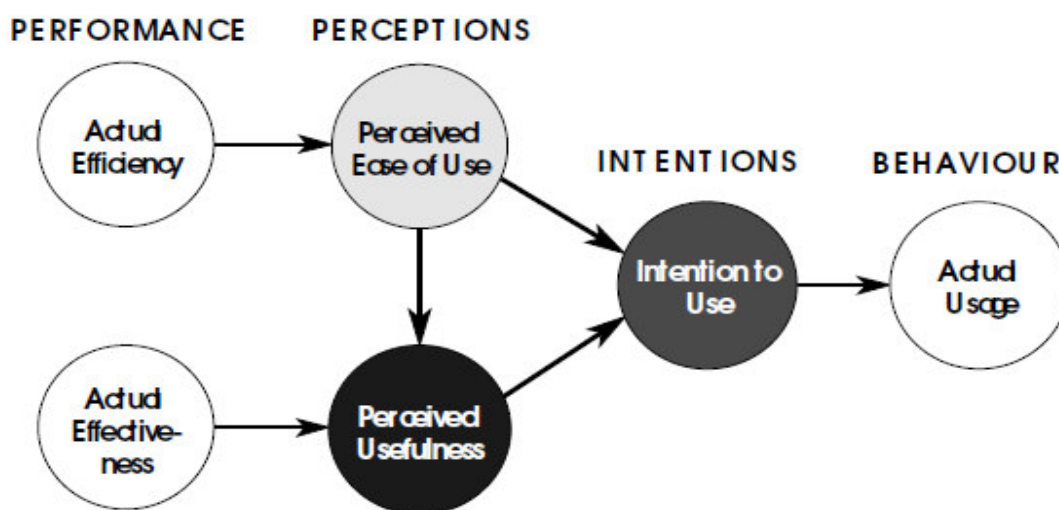 PERFORMANCE
PERCEPTIONS
Actual
Efficiency
Perceived
Ease of Use
INTENTIONS
BEHAVIOUR
Intention to
Use
Actual
Usage
Actual
Effective-
ness
Perceived
Usefulness